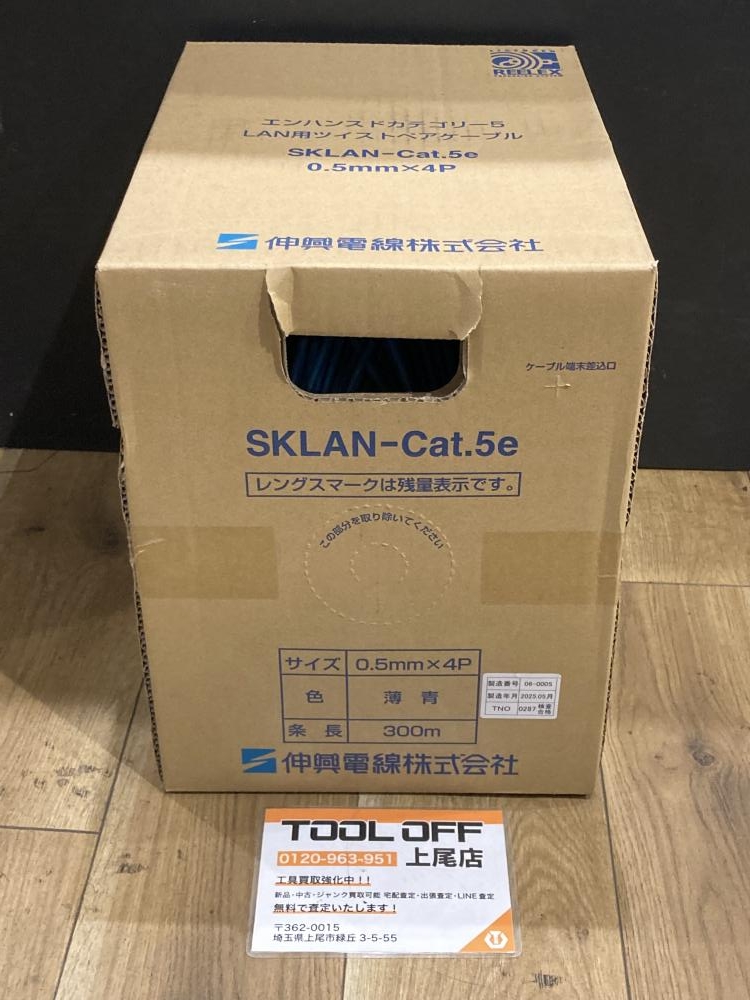 REELEX
エンハンスドカテゴリー5
LAN用ツイストペアケーブル
SKLAN-Cat.5e
0.5mm×4P
伸興電線株式会社
ケーブル端末差込口
SKLAN-Cat.5e
レングスマークは残量表示です。
この部分を取り除いてください
サイズ 0.5mm×4P
色 薄青
条長 300m
製造番号 06-0005
製造年月 2025.05月
TNO 0287 検査合格
伸興電線株式会社
TOOL OFF
0120-963-951 上尾店
工具買取強化中!!
新品・中古・ジャンク買取可能 宅配査定・出張査定・LINE査定
無料で査定いたします!
〒362-0015
埼玉県上尾市緑丘 3-5-55